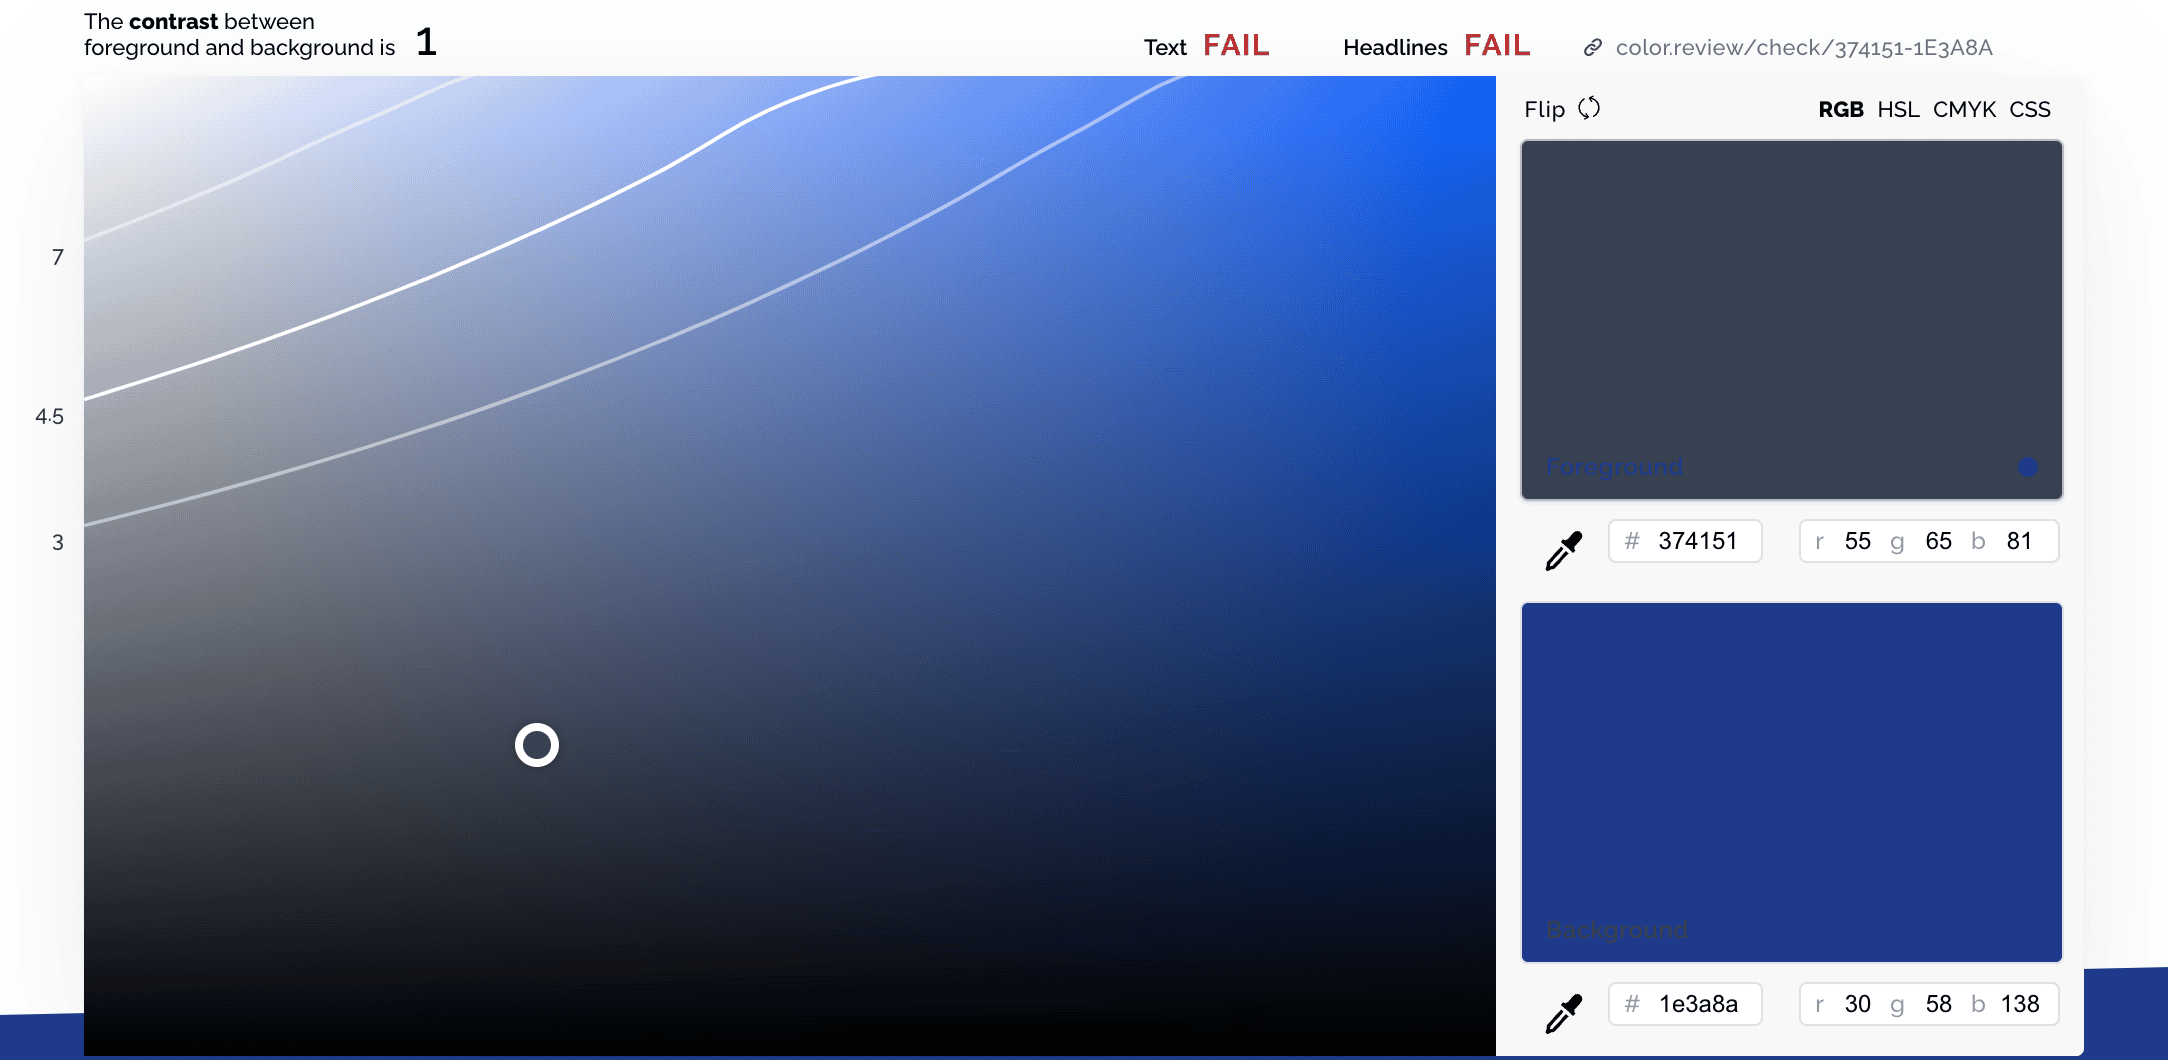 The contrast between
foreground and background is 1
Text FAIL Headlines FAIL color.review/check/374151-1E3A8A
Flip RGB HSL CMYK CSS
7
4.5
3
Foreground
# 374151 r 55 g 65 b 81
Background
# 1e3a8a r 30 g 58 b 138